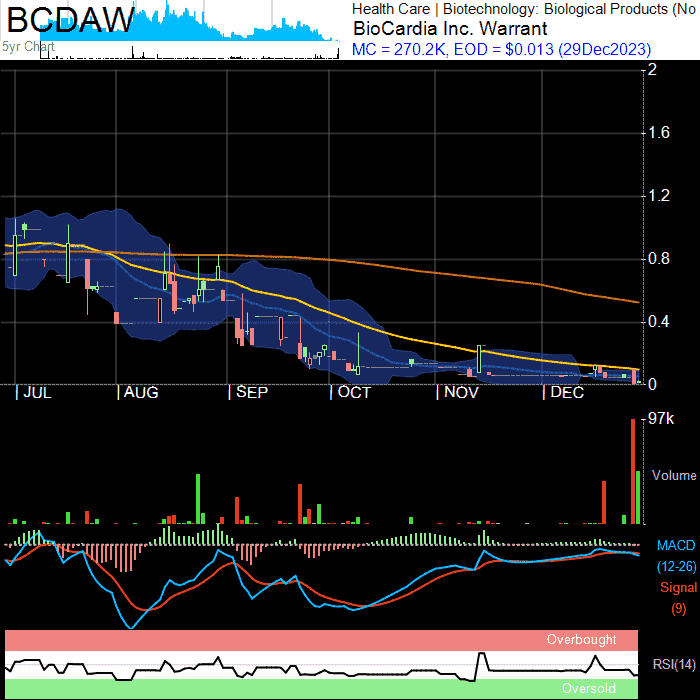 BCDAW
5yr Chart
Health Care | Biotechnology: Biological Products (No
BioCardia Inc. Warrant
MC = 270.2K, EOD = $0.013 (29Dec2023)
2
1.6
1.2
0.8
0.4
0
JUL AUG SEP OCT NOV DEC
97k
Volume
MACD
(12-26)
Signal
(9)
Overbought
RSI(14)
Oversold